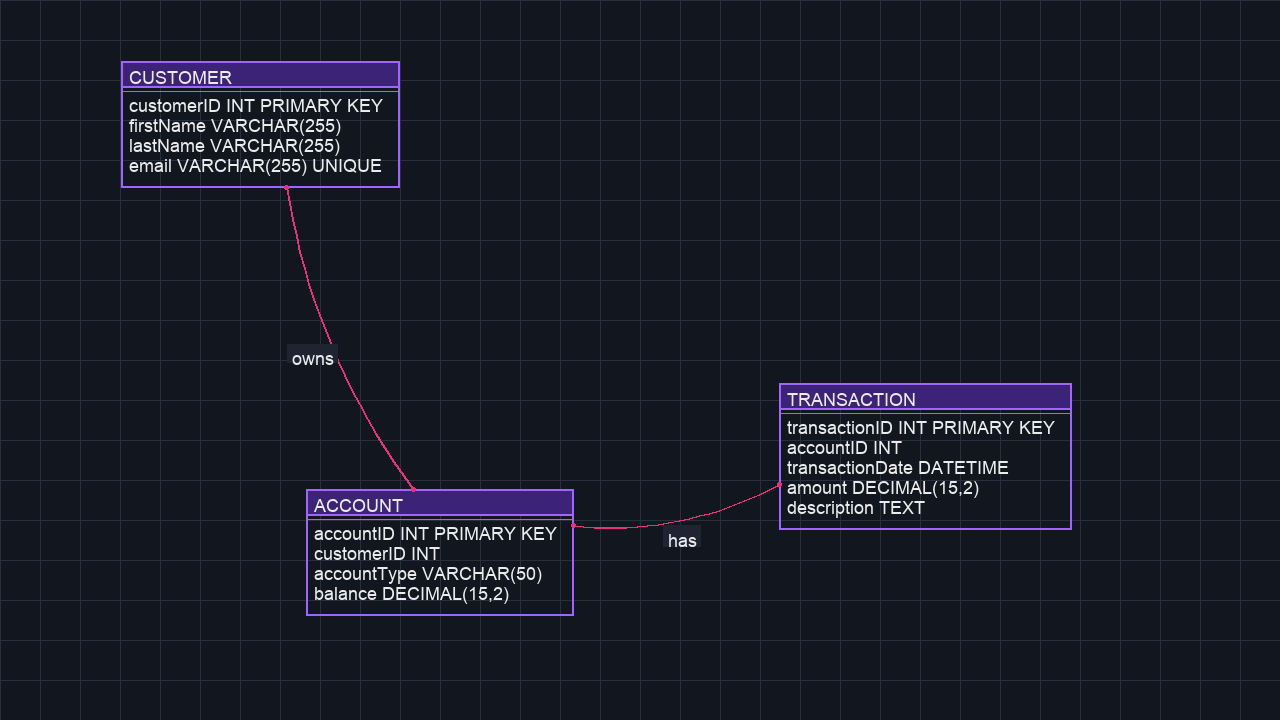 CUSTOMER
customerID INT PRIMARY KEY
firstName VARCHAR(255)
lastName VARCHAR(255)
email VARCHAR(255) UNIQUE
owns
TRANSACTION
transactionID INT PRIMARY KEY
accountID INT
transactionDate DATETIME
amount DECIMAL(15,2)
description TEXT
ACCOUNT
accountID INT PRIMARY KEY
customerID INT
accountType VARCHAR(50)
balance DECIMAL(15,2)
has